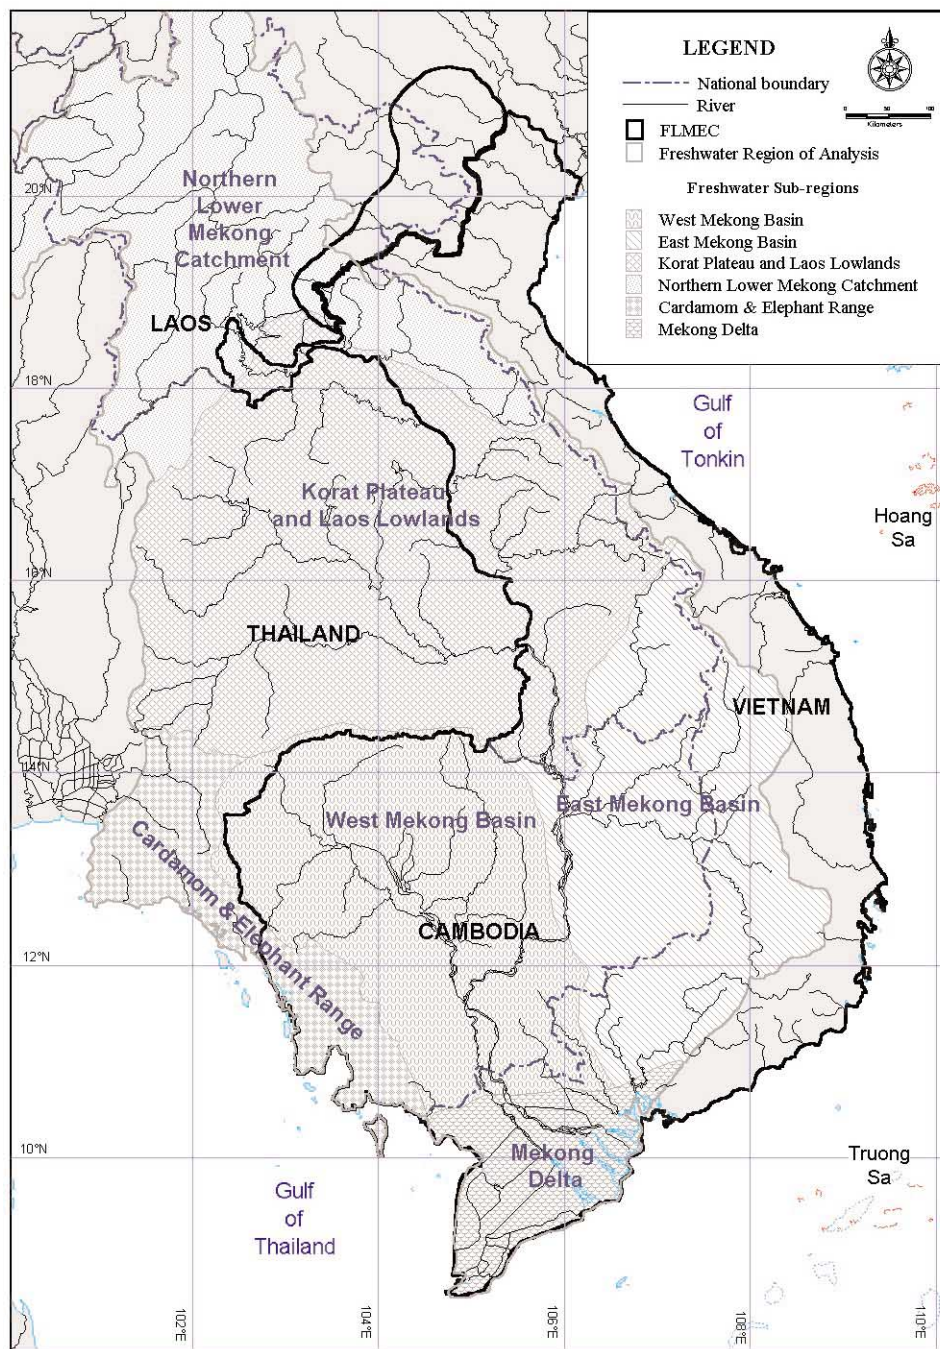 LEGEND
National boundary
River
FLMEC
Freshwater Region of Analysis
Freshwater Sub-regions
West Mekong Basin
East Mekong Basin
Korat Plateau and Laos Lowlands
Northern Lower Mekong Catchment
Cardamom & Elephant Range
Mekong Delta
0 50 100
Kilometers
20°N
Northern
Lower
Mekong
Catchment
LAOS
18°N
Gulf
of
Tonkin
Korat Plateau
and Laos Lowlands
Hoang
Sa
16°N
THAILAND
VIETNAM
14°N
West Mekong Basin
East Mekong Basin
Cardamom & Elephant Range
CAMBODIA
12°N
10°N
Mekong
Delta
Truong
Sa
Gulf
of
Thailand
102°E
104°E
106°E
108°E
110°E